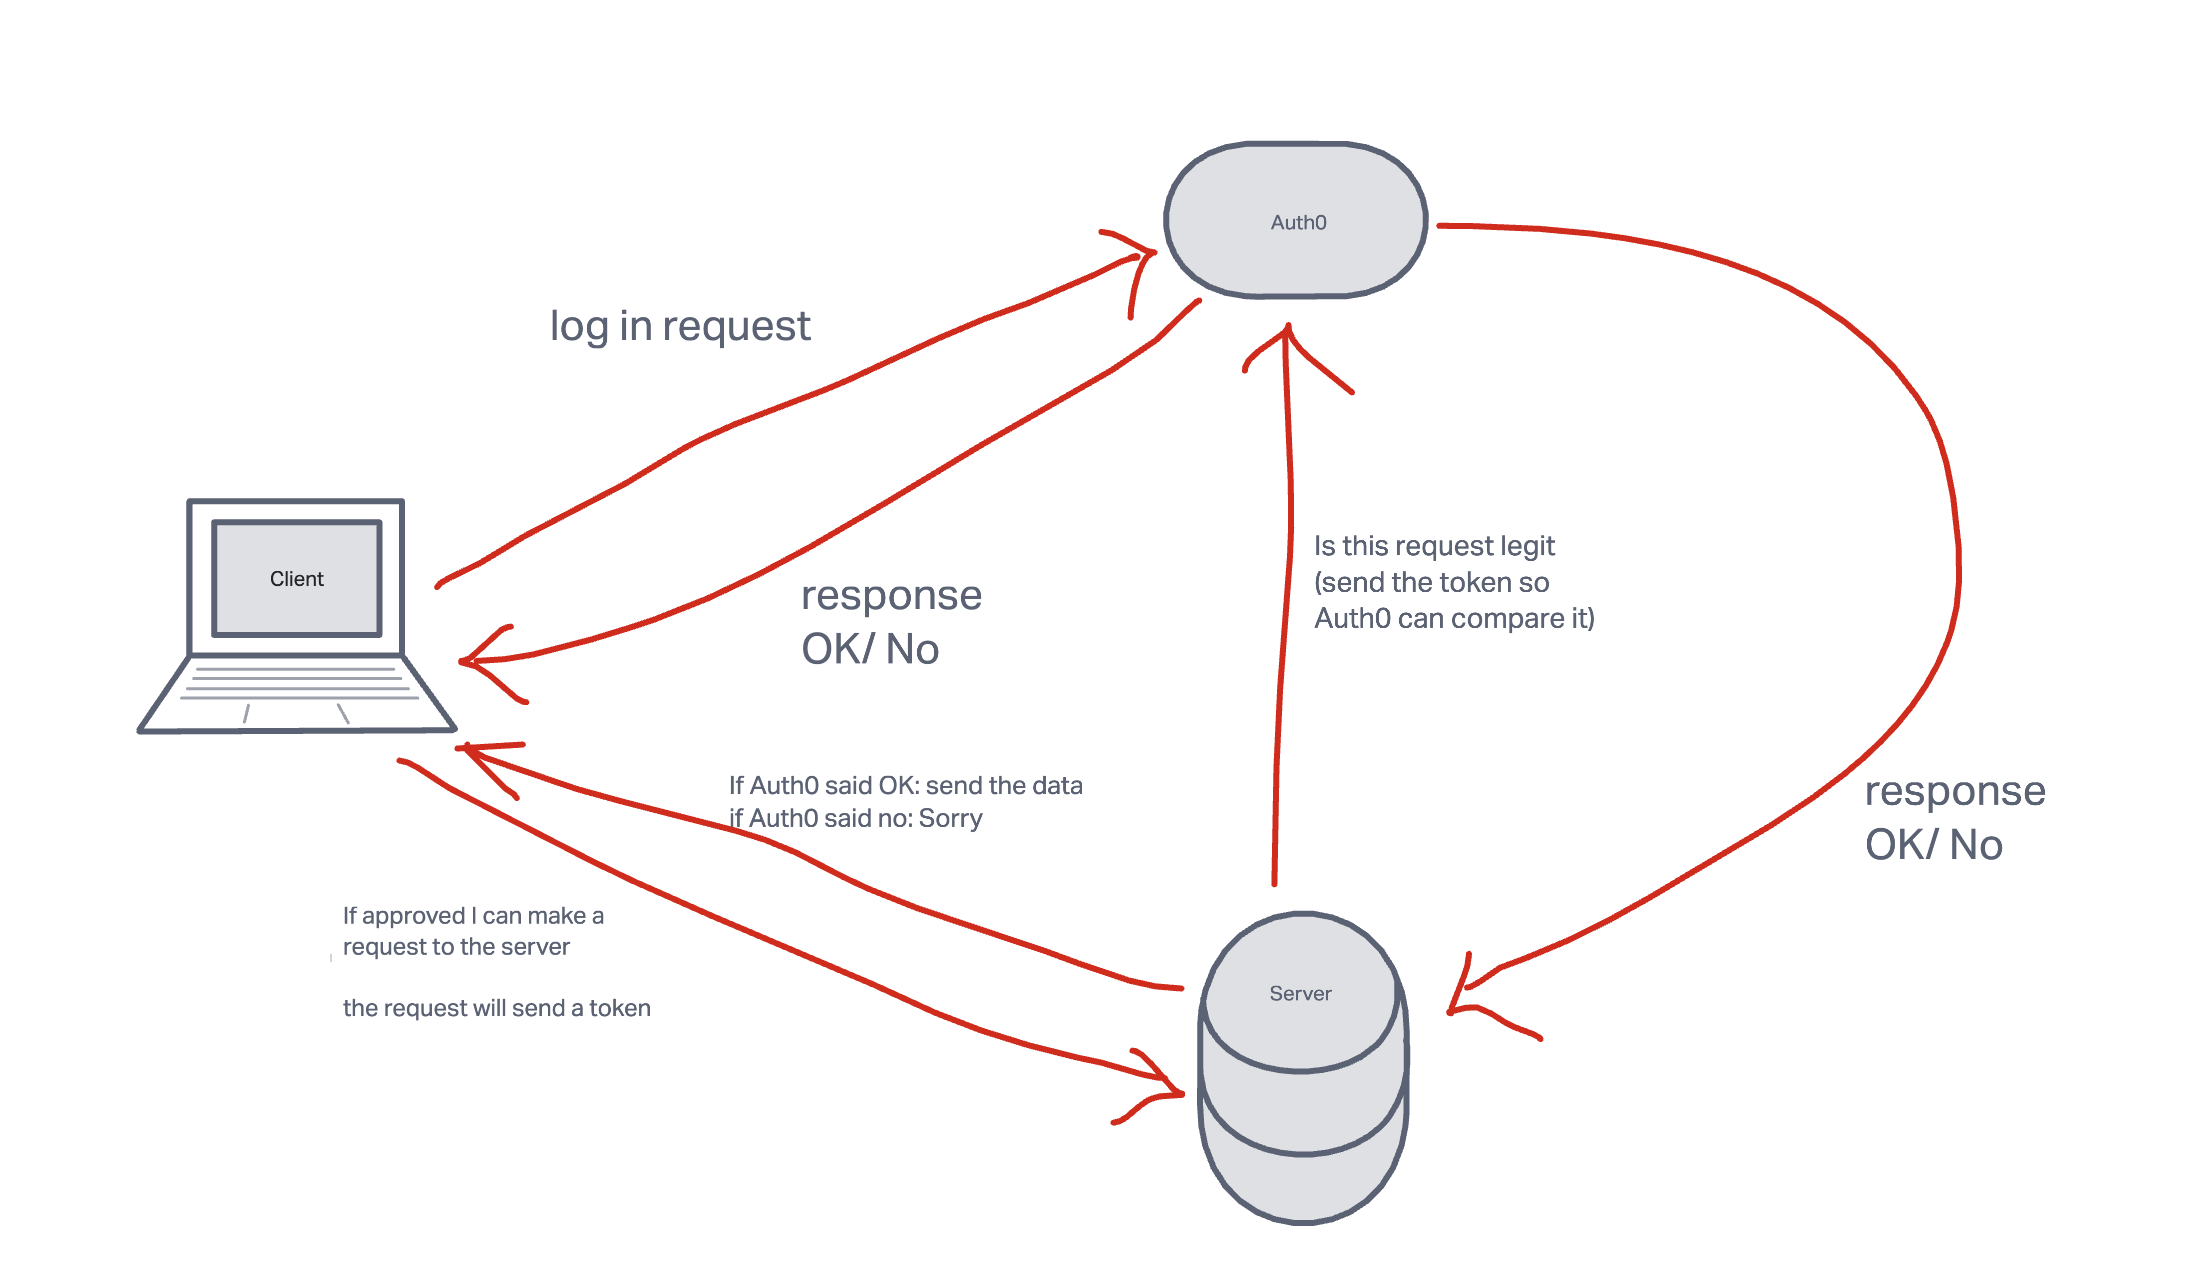 Auth0
log in request
Client
response
OK/ No
Is this request legit
(send the token so
Auth0 can compare it)
If Auth0 said OK: send the data
if Auth0 said no: Sorry
response
OK/ No
If approved I can make a
request to the server
the request will send a token
Server